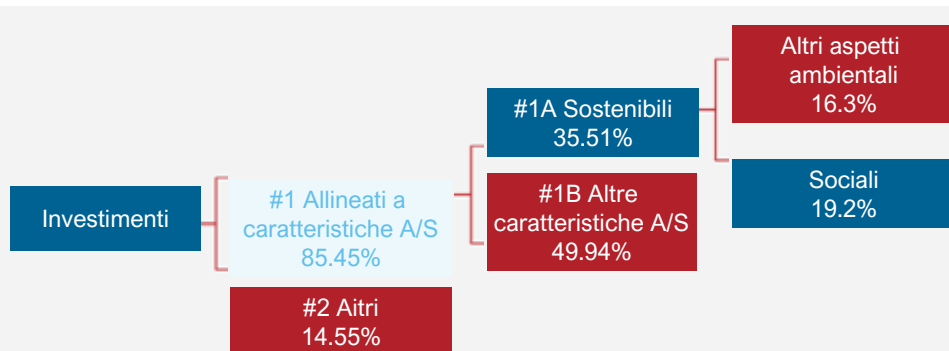 Investimenti
#1 Allineati a
caratteristiche A/S
85.45%
#2 Aitri
14.55%
#1A Sostenibili
35.51%
#1B Altre
caratteristiche A/S
49.94%
Altri aspetti
ambientali
16.3%
Sociali
19.2%